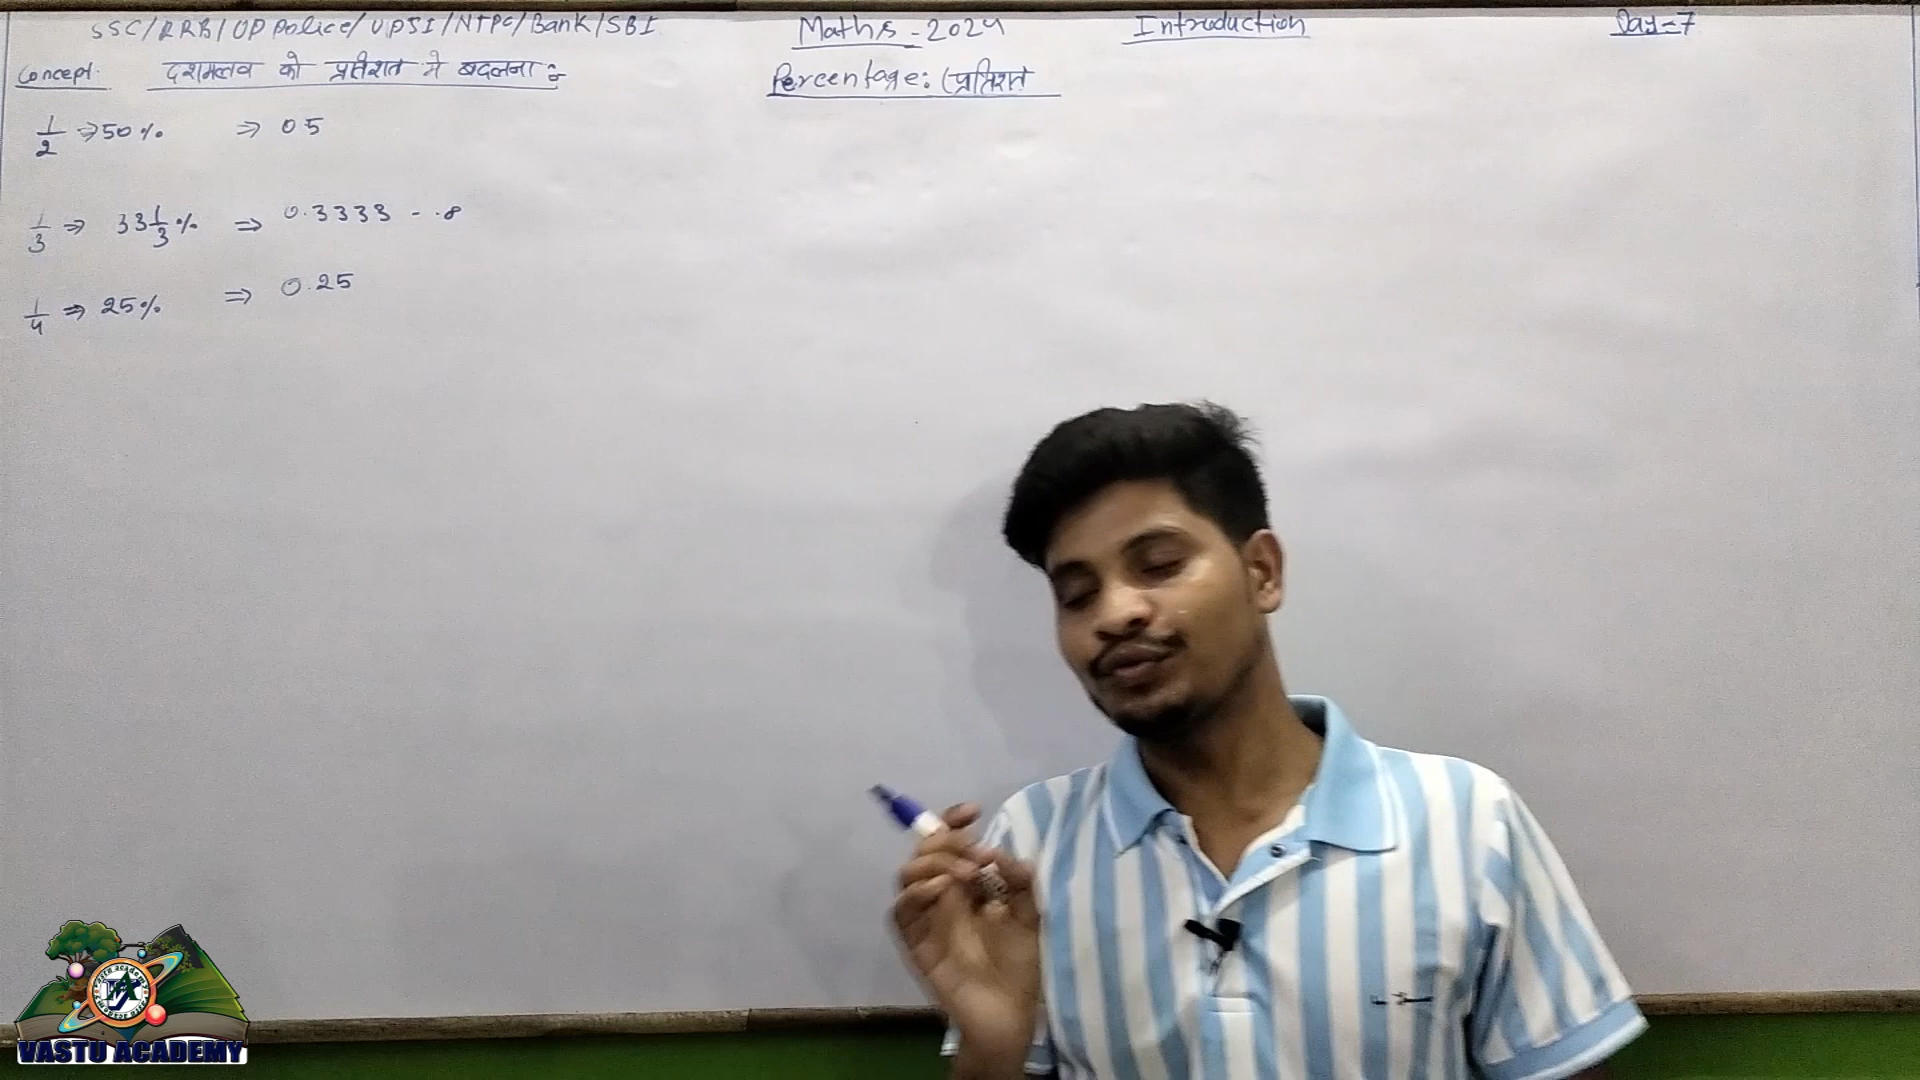 SSC/RRB/UP Police/UPSI/NTPC/Bank/SBI Maths - 2024 Introduction Day-7
Concept: दशमलव को प्रतिशत मे बदलना :- Percentage: (प्रतिशत
1/2 ⇒ 50% ⇒ 0 5
1/3 ⇒ 33 1/3 % ⇒ 0.3333 - - ∞
1/4 ⇒ 25% ⇒ 0.25
VASTU ACADEMY